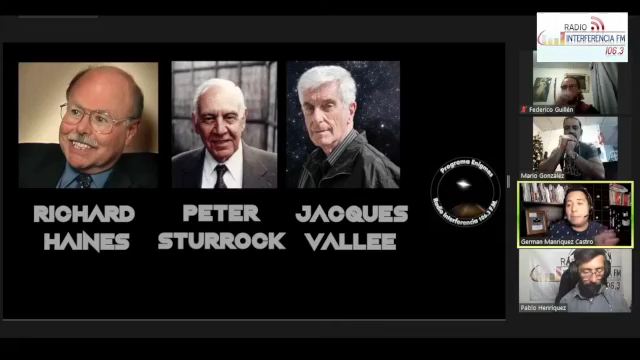 RICHARD
HAINES
PETER
STURROCK
JACQUES
VALLEE
Programa Enigmas
Radio Interferencia 106.3 FM
RADIO
INTERFERENCIA FM
106.3
Federico Guillén
Mario González
German Manriquez Castro
Pablo Henriquez